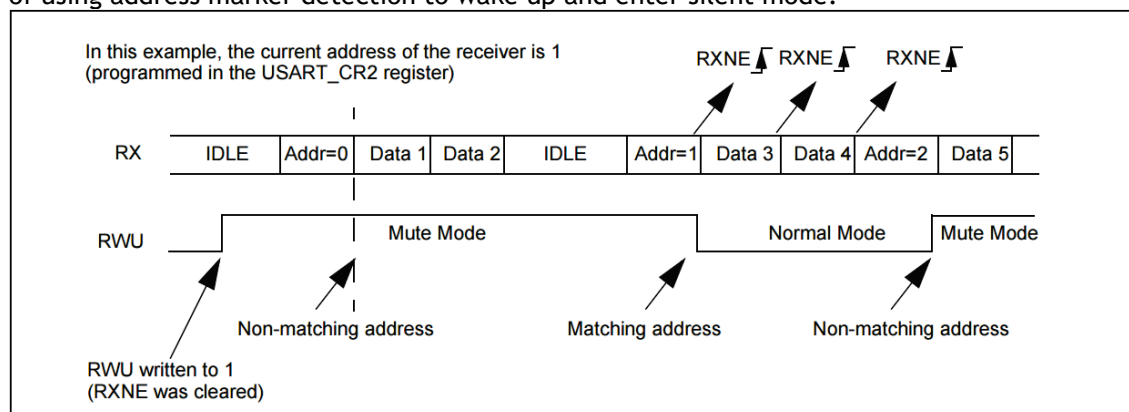 or using address marker detection to wake up and enter silent mode.
In this example, the current address of the receiver is 1
(programmed in the USART_CR2 register)
RXNE RXNE RXNE
RX IDLE Addr=0 Data 1 Data 2 IDLE Addr=1 Data 3 Data 4 Addr=2 Data 5
RWU Mute Mode Normal Mode Mute Mode
Non-matching address Matching address Non-matching address
RWU written to 1
(RXNE was cleared)